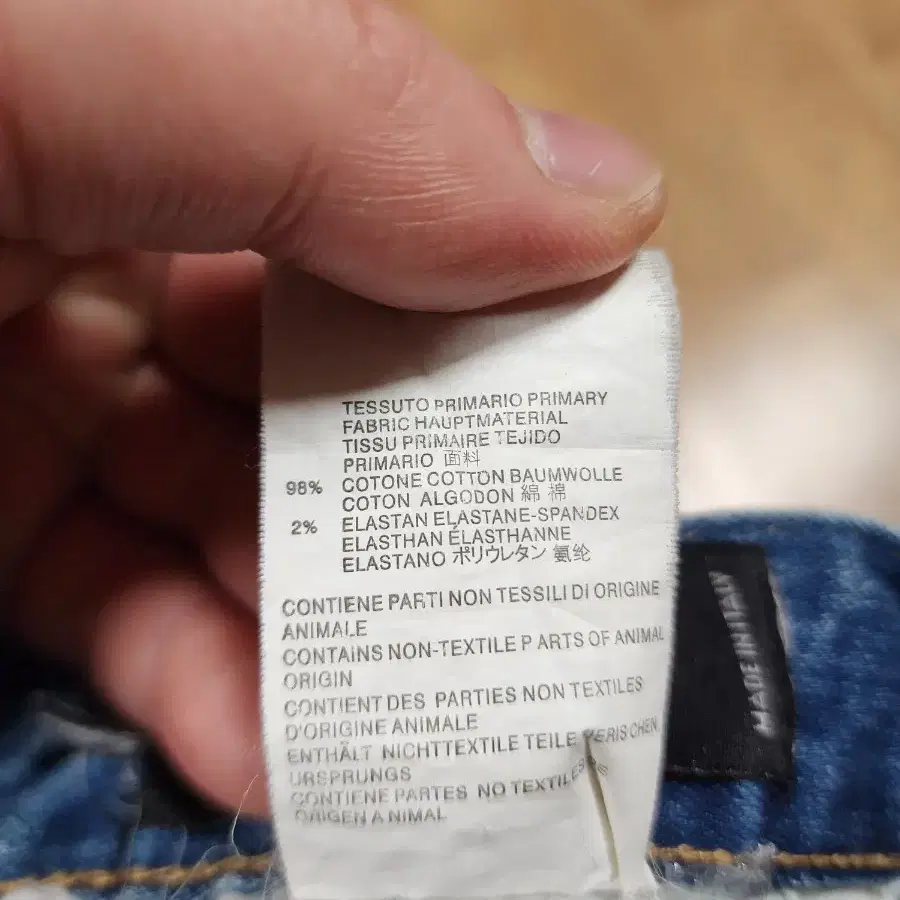 TESSUTO PRIMARIO PRIMARY
FABRIC HAUPTMATERIAL
TISSU PRIMAIRE TEJIDO
PRIMARIO 面料
98% COTONE COTTON BAUMWOLLE
COTON ALGODON 綿 棉
2% ELASTAN ELASTANE-SPANDEX
ELASTHAN ÉLASTHANNE
ELASTANO ポリウレタン 氨纶
CONTIENE PARTI NON TESSILI DI ORIGINE
ANIMALE
CONTAINS NON-TEXTILE P ARTS OF ANIMAL
ORIGIN
CONTIENT DES PARTIES NON TEXTILES
D'ORIGINE ANIMALE
ENTHÄLT NICHTTEXTILE TEILE CHEN
URSPRUNGS
CONTIENE PARTES NO TEXTILES
ORIGEN A NIMAL
MADE IN ITALY